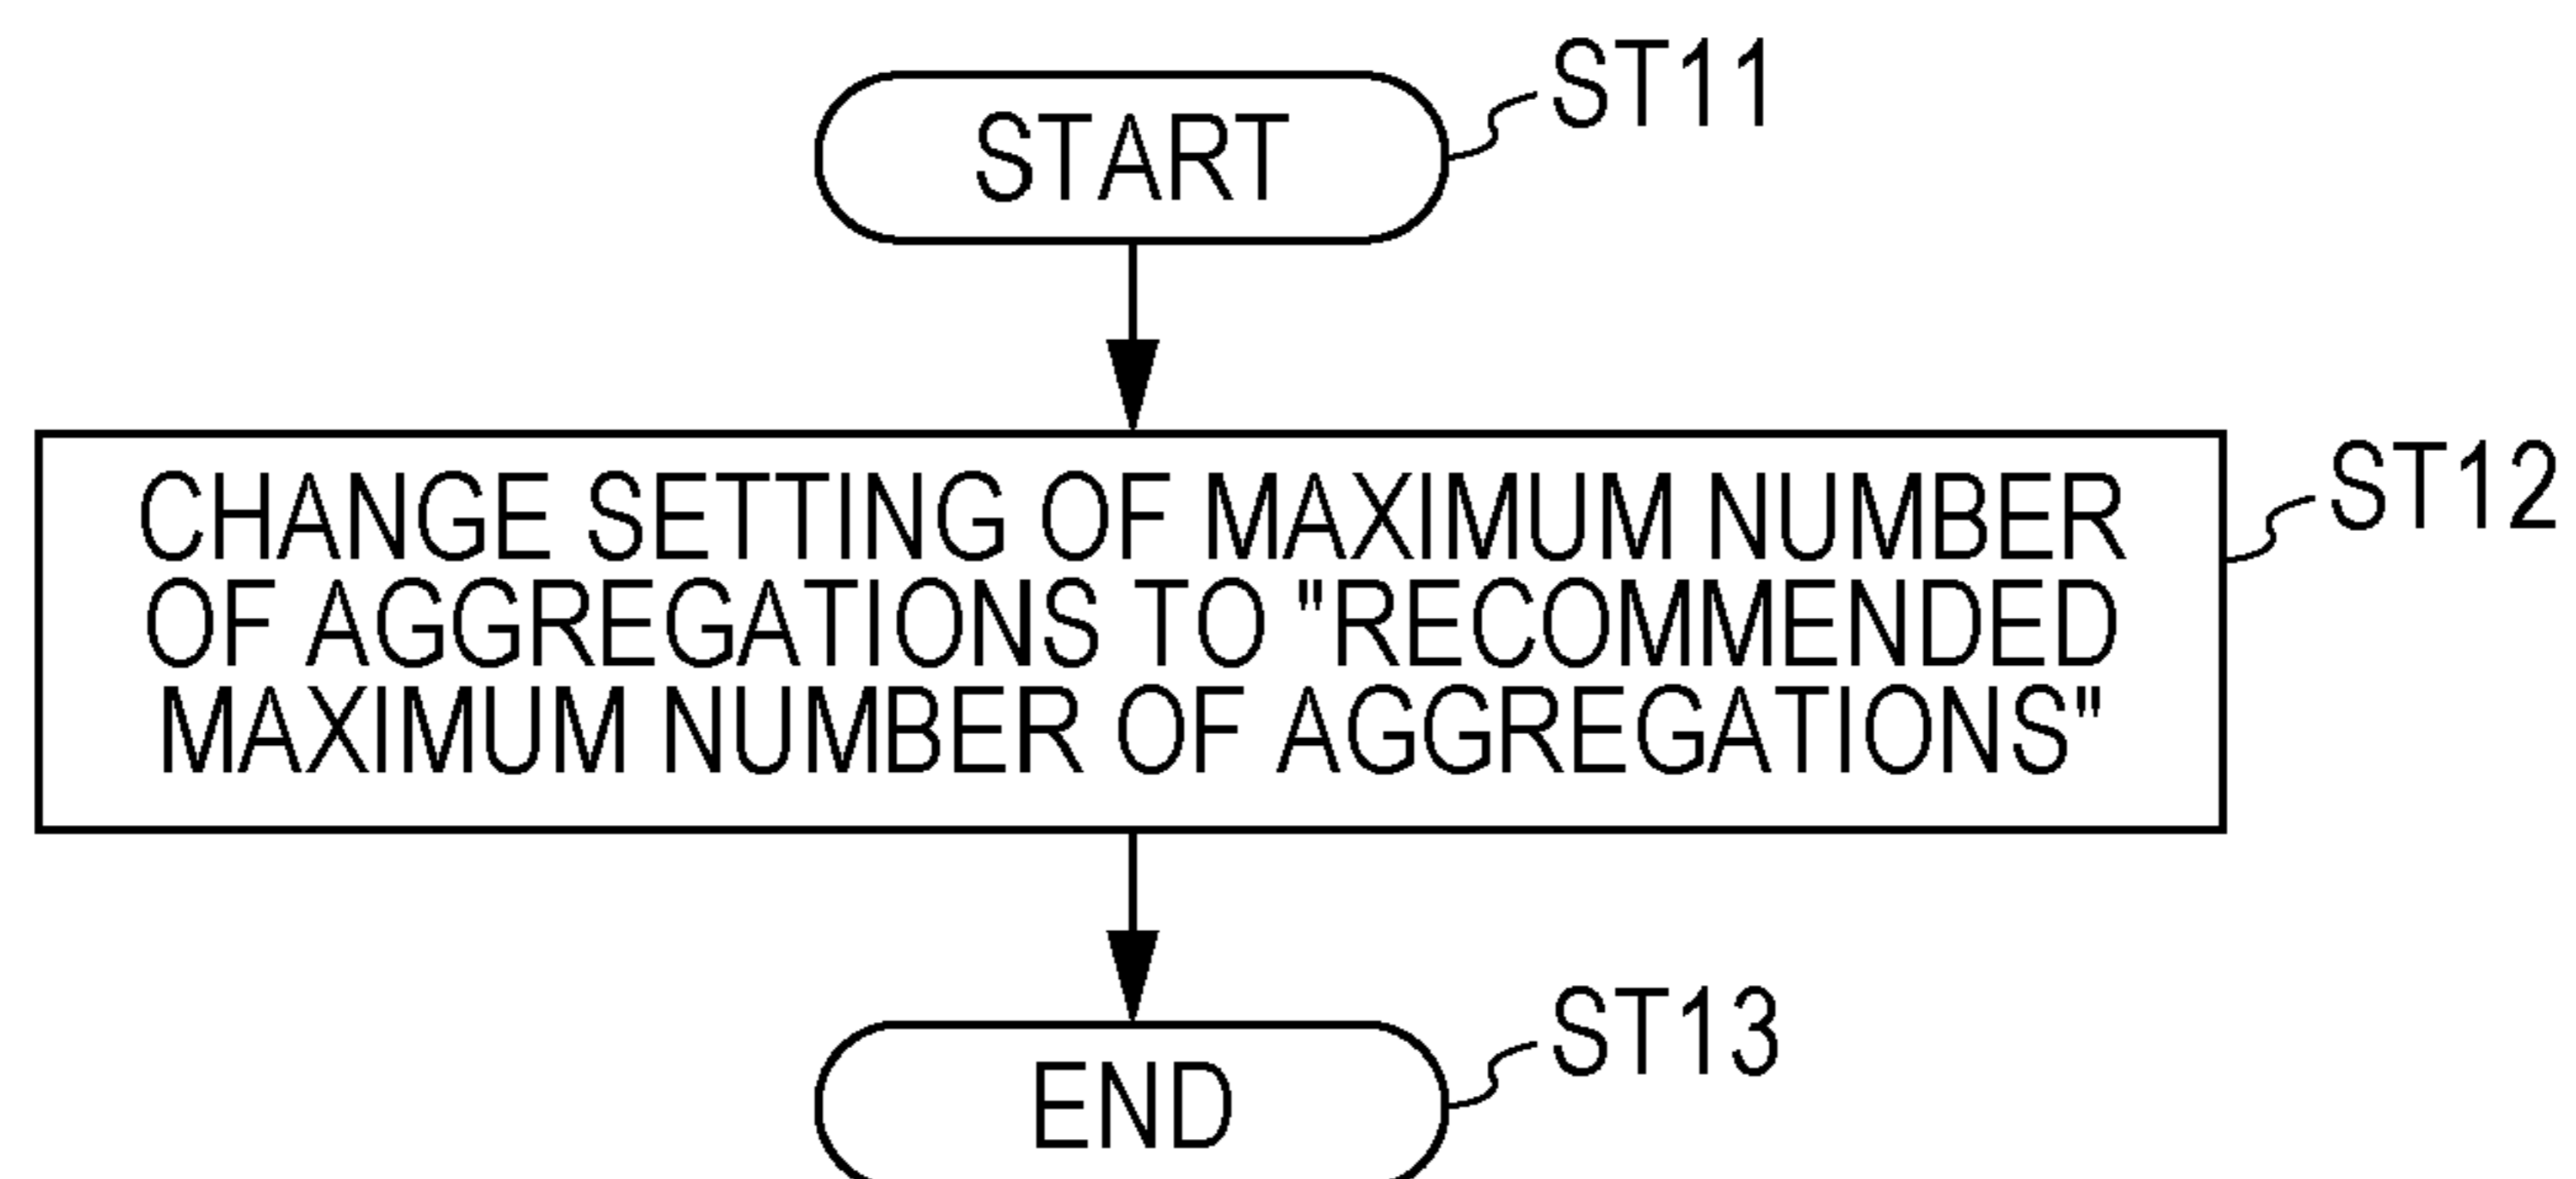 START
ST11
CHANGE SETTING OF MAXIMUM NUMBER
OF AGGREGATIONS TO "RECOMMENDED
MAXIMUM NUMBER OF AGGREGATIONS"
ST12
END
ST13